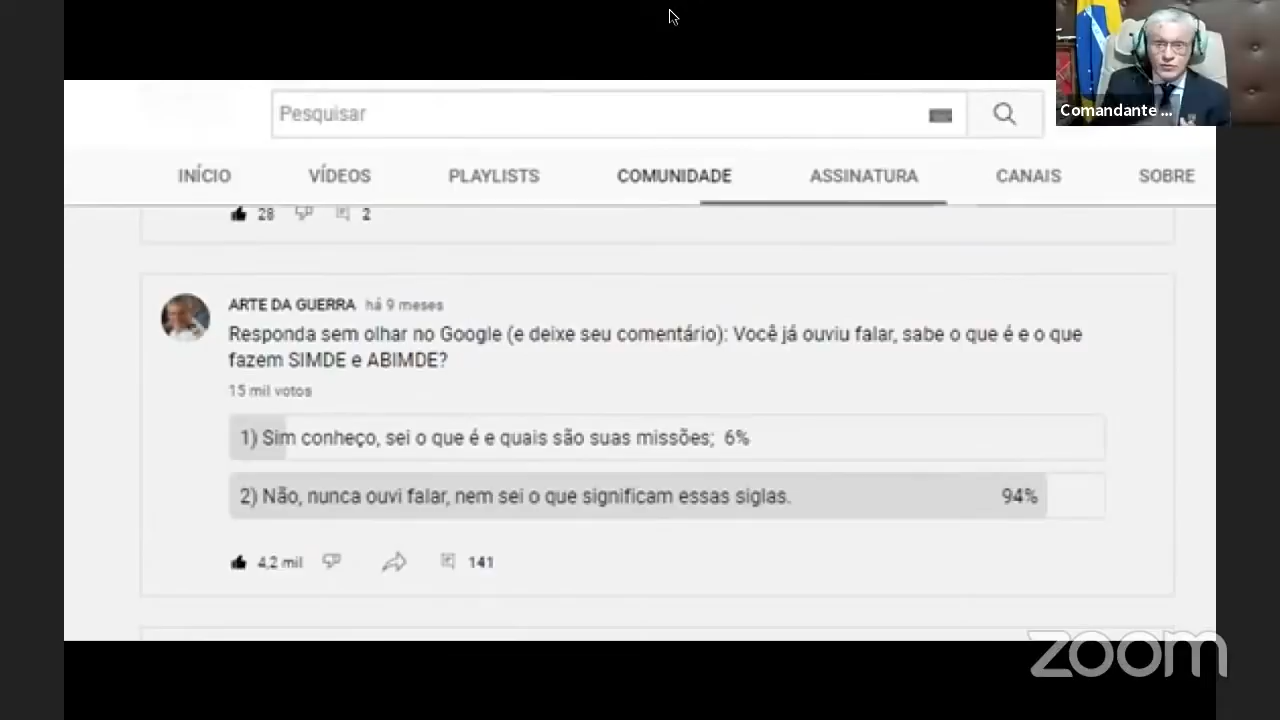 Pesquisar
Comandante ...
INÍCIO VÍDEOS PLAYLISTS COMUNIDADE ASSINATURA CANAIS SOBRE
28 2
ARTE DA GUERRA há 9 meses
Responda sem olhar no Google (e deixe seu comentário): Você já ouviu falar, sabe o que é e o que
fazem SIMDE e ABIMDE?
15 mil votos
1) Sim conheço, sei o que é e quais são suas missões; 6%
2) Não, nunca ouvi falar, nem sei o que significam essas siglas. 94%
4,2 mil 141
zoom